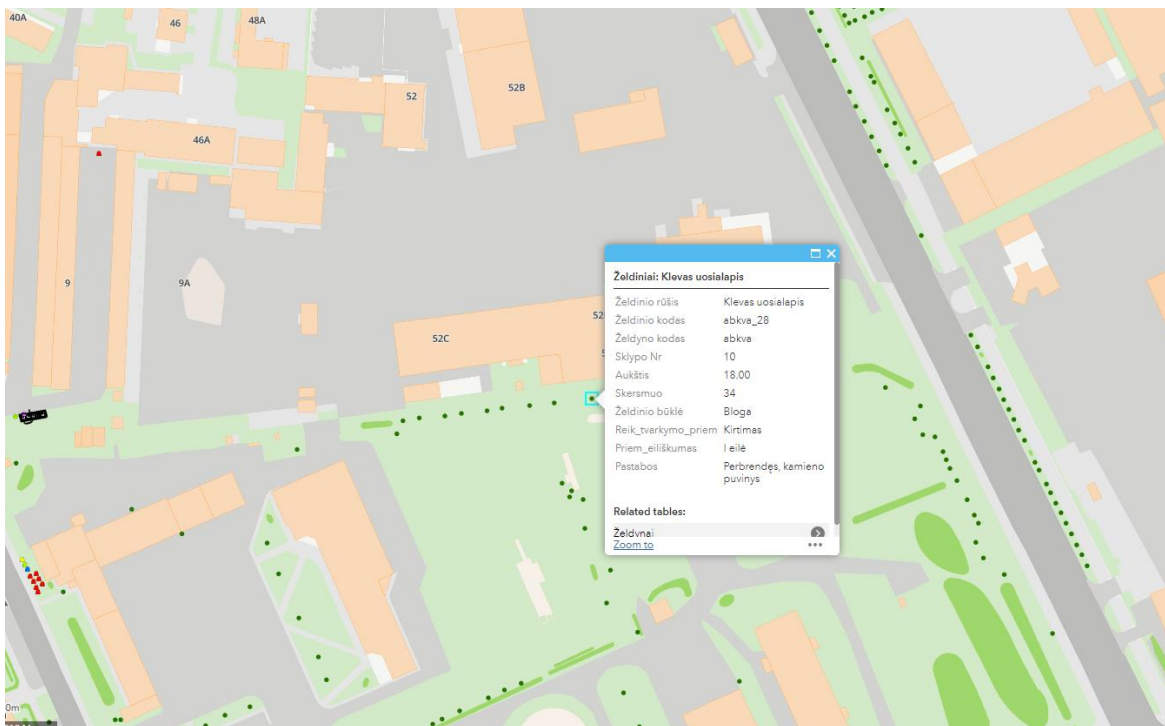 40A
46
48A
52
52B
46A
9
9A
52C
52
5
Želdiniai: Klevas uosialapis
Želdinio rūšis Klevas uosialapis
Želdinio kodas abkva_28
Želdyno kodas abkva
Sklypo Nr 10
Aukštis 18.00
Skersmuo 34
Želdinio būklė Bloga
Reik_tvarkymo_priem Kirtimas
Priem_eiliškumas I eilė
Pastabos Perbrendęs, kamieno
puvinys
Related tables:
Želdynai
Zoom to
0m